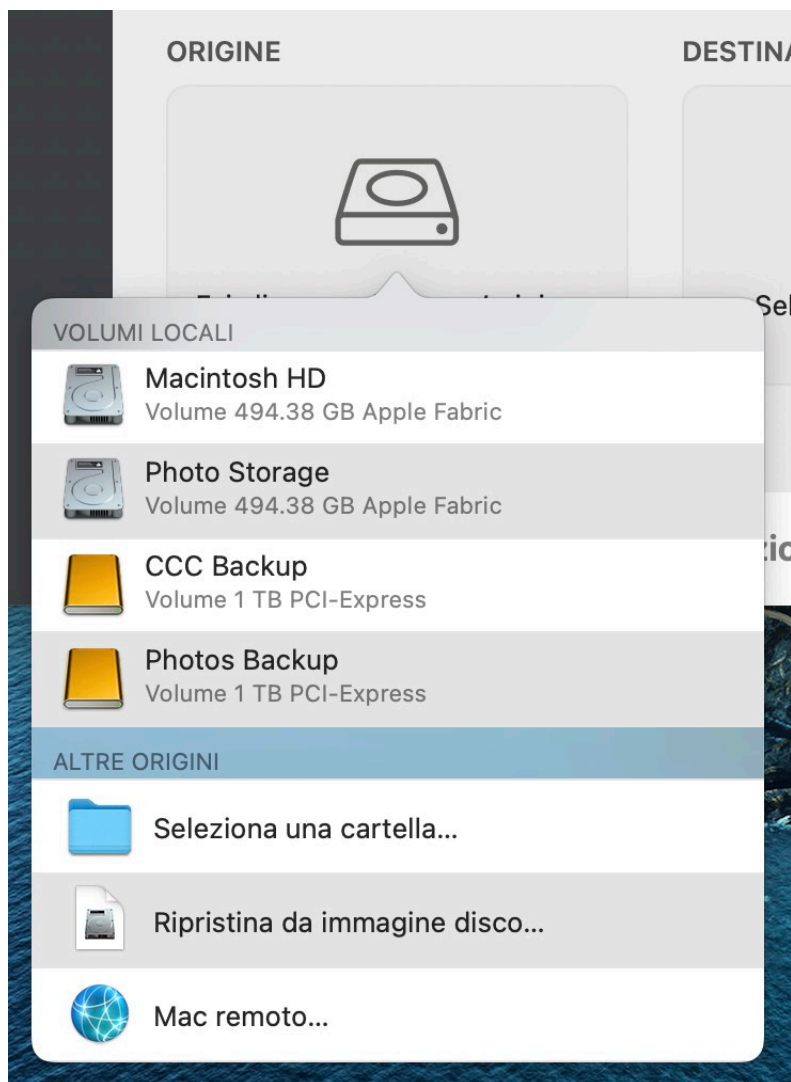 ORIGINE
DESTINA
Sel
VOLUMI LOCALI
Macintosh HD
Volume 494.38 GB Apple Fabric
Photo Storage
Volume 494.38 GB Apple Fabric
CCC Backup
Volume 1 TB PCI-Express
zio
Photos Backup
Volume 1 TB PCI-Express
ALTRE ORIGINI
Seleziona una cartella...
Ripristina da immagine disco...
Mac remoto...